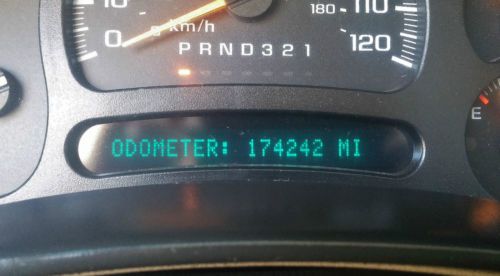 10 110
km/h 180
0 120
PRND321
ODOMETER: 174242 MI
E